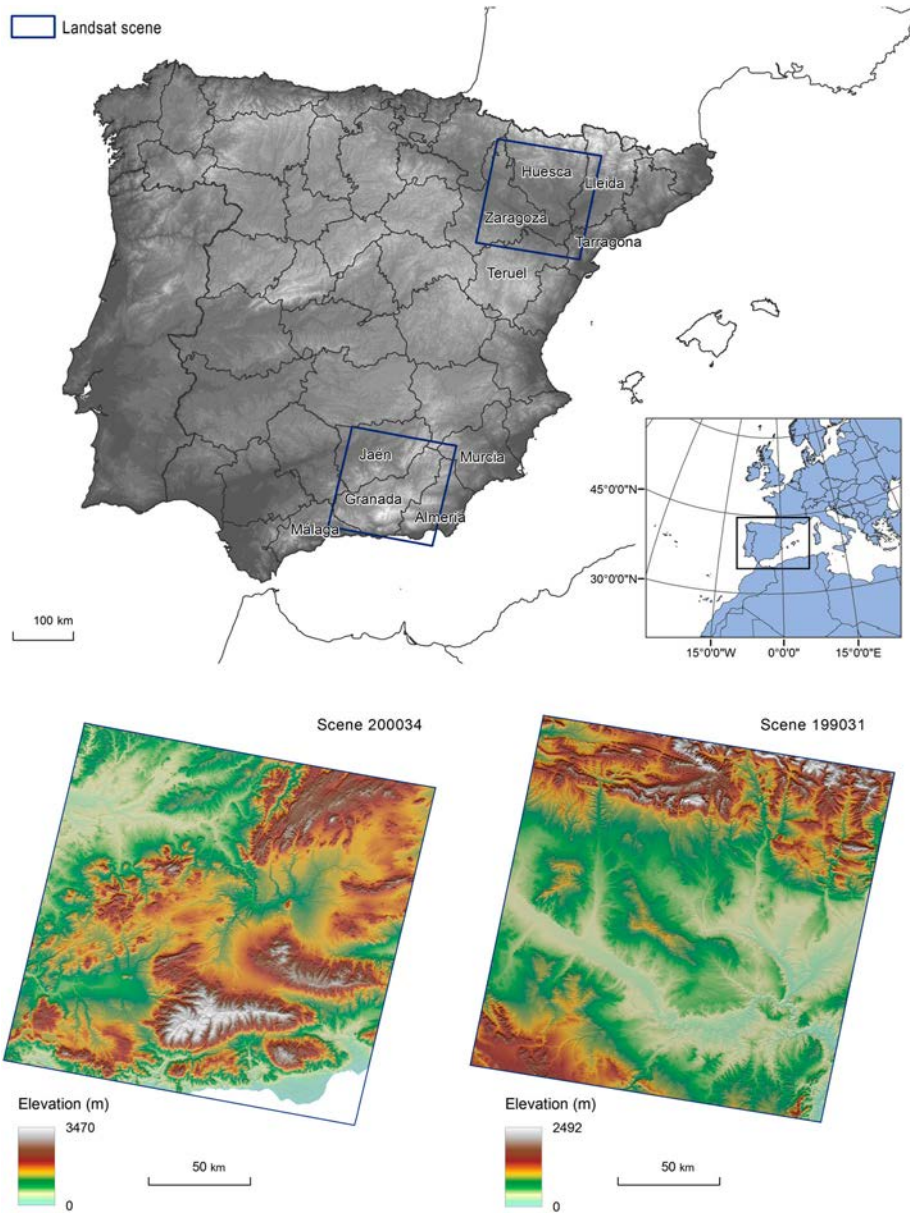 Landsat scene
Huesca
Lleida
Zaragoza
Tarragona
Teruel
Jaén
Murcia
Granada
Almería
Malaga
100 km
45°0'0"N
30°0'0"N
15°0'0"W
0°0'0"
15°0'0"E
Scene 200034
Scene 199031
Elevation (m)
3470
0
50 km
Elevation (m)
2492
0
50 km